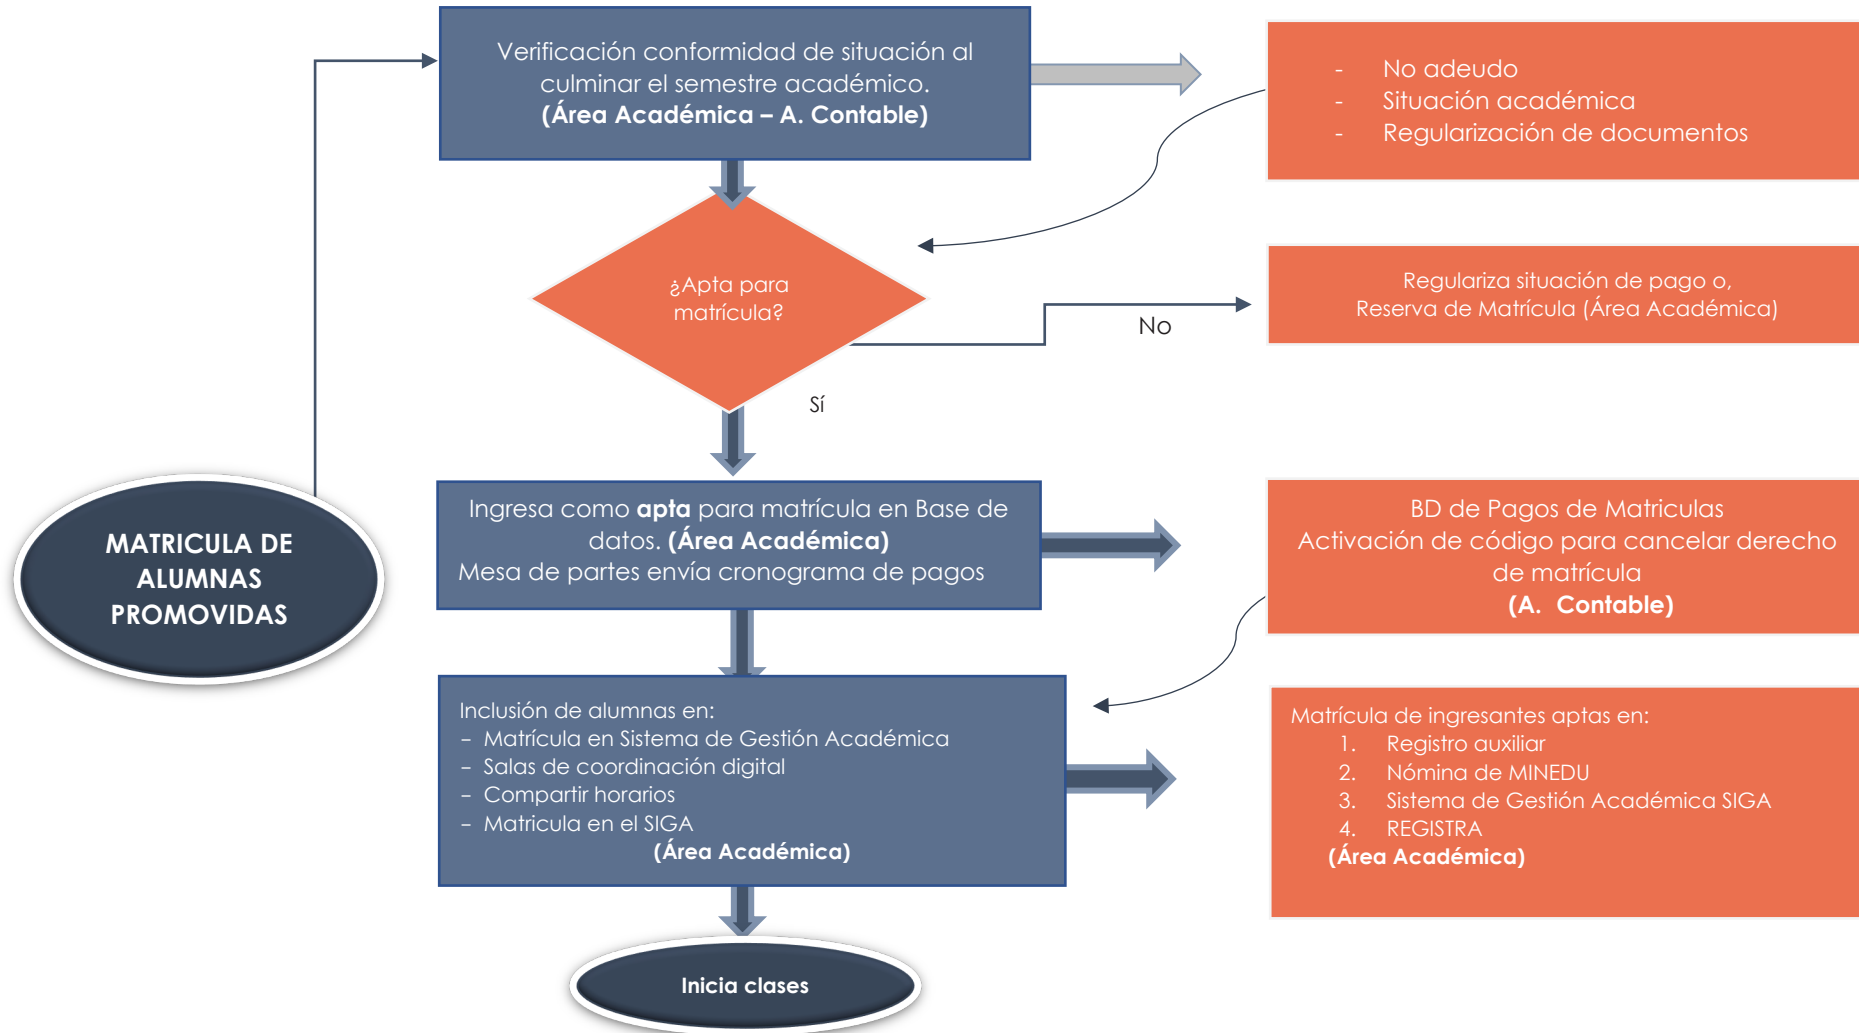 Verificación conformidad de situación al
culminar el semestre académico.
(Área Académica – A. Contable)
- No adeudo
- Situación académica
- Regularización de documentos
¿Apta para
matrícula?
Regulariza situación de pago o,
Reserva de Matrícula (Área Académica)
No
Sí
MATRICULA DE
ALUMNAS
PROMOVIDAS
Ingresa como apta para matrícula en Base de
datos. (Área Académica)
Mesa de partes envía cronograma de pagos
BD de Pagos de Matriculas
Activación de código para cancelar derecho
de matrícula
(A. Contable)
Inclusión de alumnas en:
- Matrícula en Sistema de Gestión Académica
- Salas de coordinación digital
- Compartir horarios
- Matricula en el SIGA
(Área Académica)
Matrícula de ingresantes aptas en:
1. Registro auxiliar
2. Nómina de MINEDU
3. Sistema de Gestión Académica SIGA
4. REGISTRA
(Área Académica)
Inicia clases